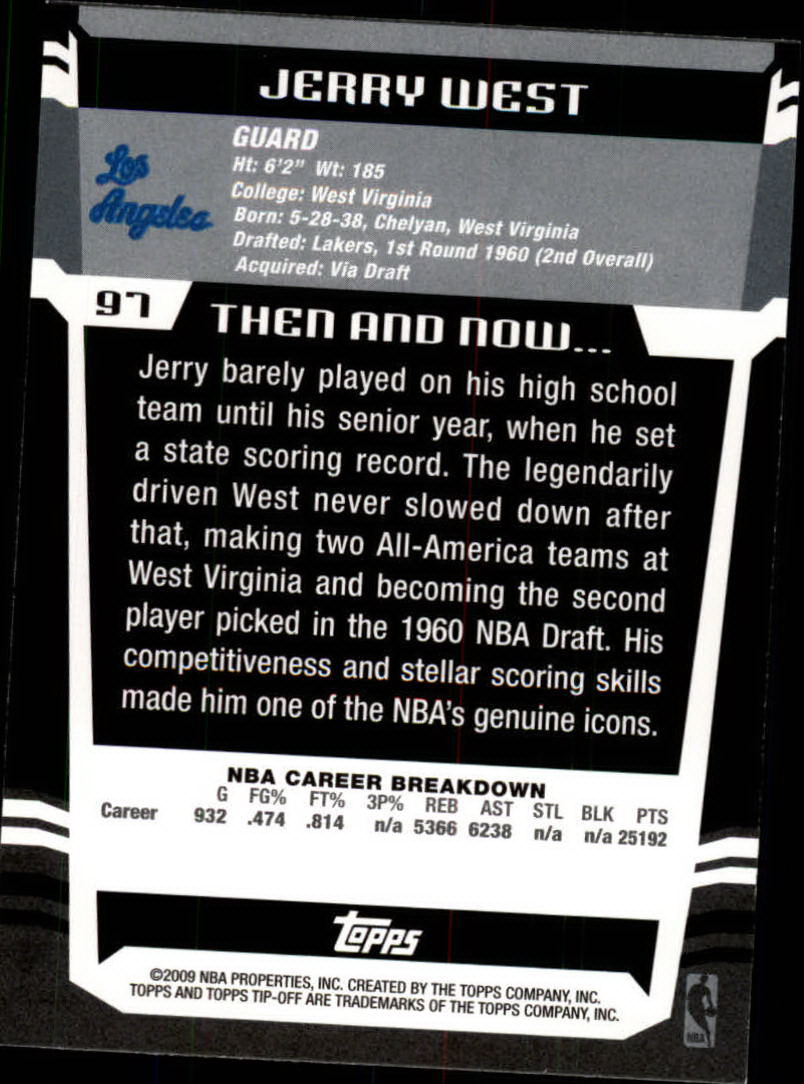 JERRY WEST
Los
Angeles
GUARD
Ht: 6'2" Wt: 185
College: West Virginia
Born: 5-28-38, Chelyan, West Virginia
Drafted: Lakers, 1st Round 1960 (2nd Overall)
Acquired: Via Draft
97
THEN AND NOW...
Jerry barely played on his high school
team until his senior year, when he set
a state scoring record. The legendarily
driven West never slowed down after
that, making two All-America teams at
West Virginia and becoming the second
player picked in the 1960 NBA Draft. His
competitiveness and stellar scoring skills
made him one of the NBA's genuine icons.
NBA CAREER BREAKDOWN
G FG% FT% 3P% REB AST STL BLK PTS
Career 932 .474 .814 n/a 5366 6238 n/a n/a 25192
topps
©2009 NBA PROPERTIES, INC. CREATED BY THE TOPPS COMPANY, INC.
TOPPS AND TOPPS TIP-OFF ARE TRADEMARKS OF THE TOPPS COMPANY, INC.
NBA